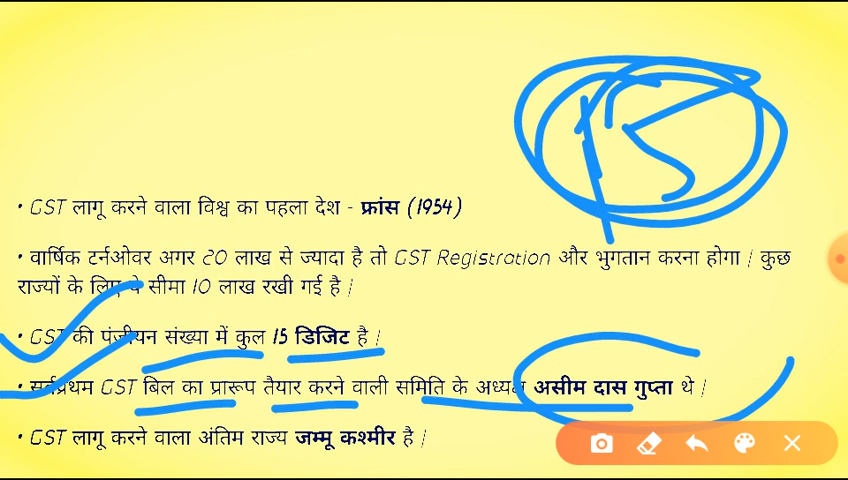 15
• GST लागू करने वाला विश्व का पहला देश - फ्रांस (1954)
• वार्षिक टर्नओवर अगर 20 लाख से ज्यादा है तो GST Registration और भुगतान करना होगा | कुछ
राज्यों के लिए ये सीमा 10 लाख रखी गई है |
• GST की पंजीयन संख्या में कुल 15 डिजिट है |
• सर्वप्रथम GST बिल का प्रारूप तैयार करने वाली समिति के अध्यक्ष असीम दास गुप्ता थे |
• GST लागू करने वाला अंतिम राज्य जम्मू कश्मीर है |